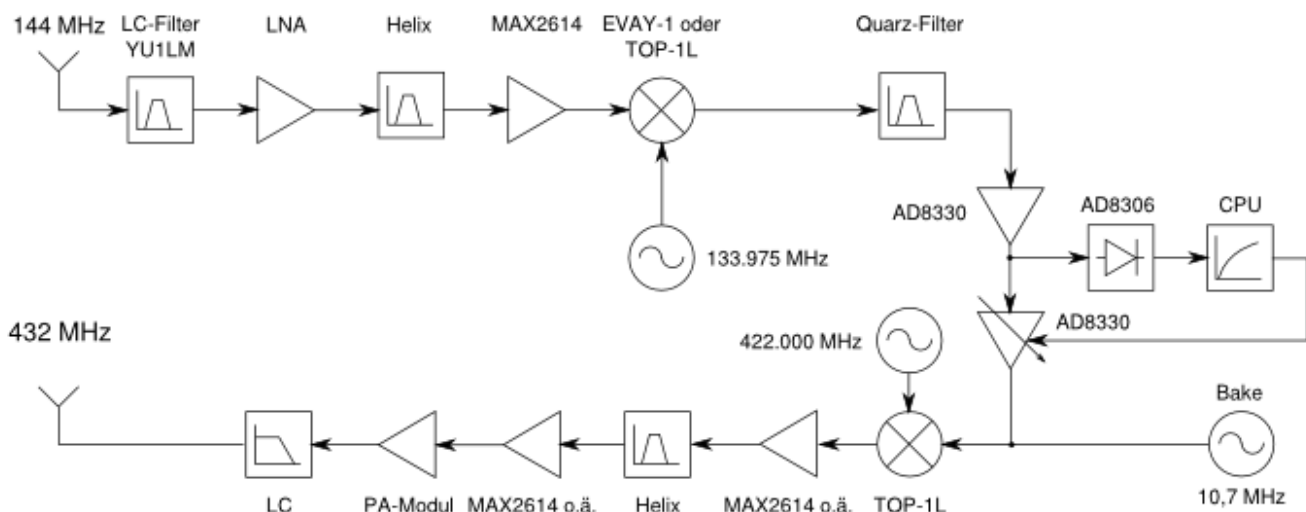 144 MHz
LC-Filter
YU1LM
LNA
Helix
MAX2614
EVAY-1 oder
TOP-1L
Quarz-Filter
133.975 MHz
AD8330
AD8306
CPU
AD8330
432 MHz
422.000 MHz
Bake
10,7 MHz
LC
PA-Modul
MAX2614 o.ä.
Helix
MAX2614 o.ä.
TOP-1L